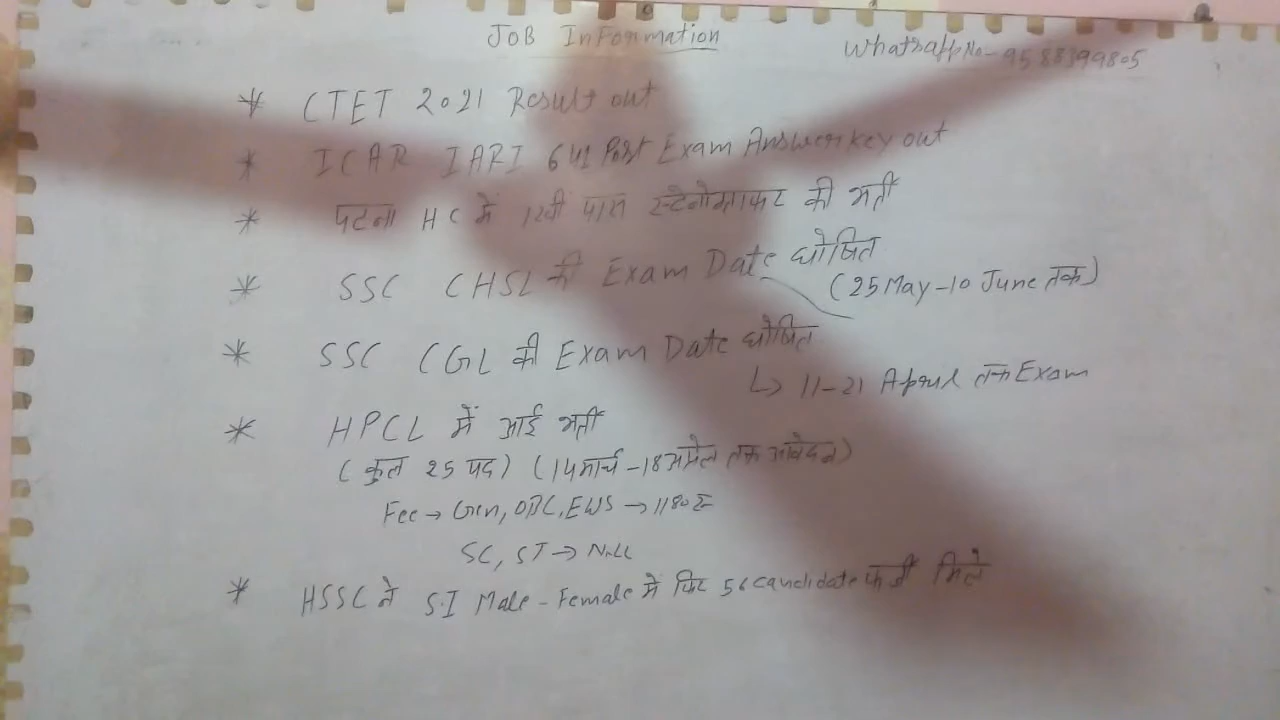 JOB Information
Whatsapp No - 9588399805
* CTET 2021 Result out
* ICAR IARI 641 Post Exam Answer key out
* पटना HC में 12वी पास स्टेनोग्राफर की भर्ती
* SSC CHSL की Exam Date घोषित
(25 May - 10 June तक)
* SSC CGL की Exam Date घोषित
↳ 11-21 April तक Exam
* HPCL में आई भर्ती
(कुल 25 पद) (14 मार्च - 18 अप्रैल तक आवेदन)
Fee → Gen, OBC, EWS → 1180 रु
SC, ST → Null
* HSSC ने S.I Male - Female में फिर 56 candidate फर्जी मिले